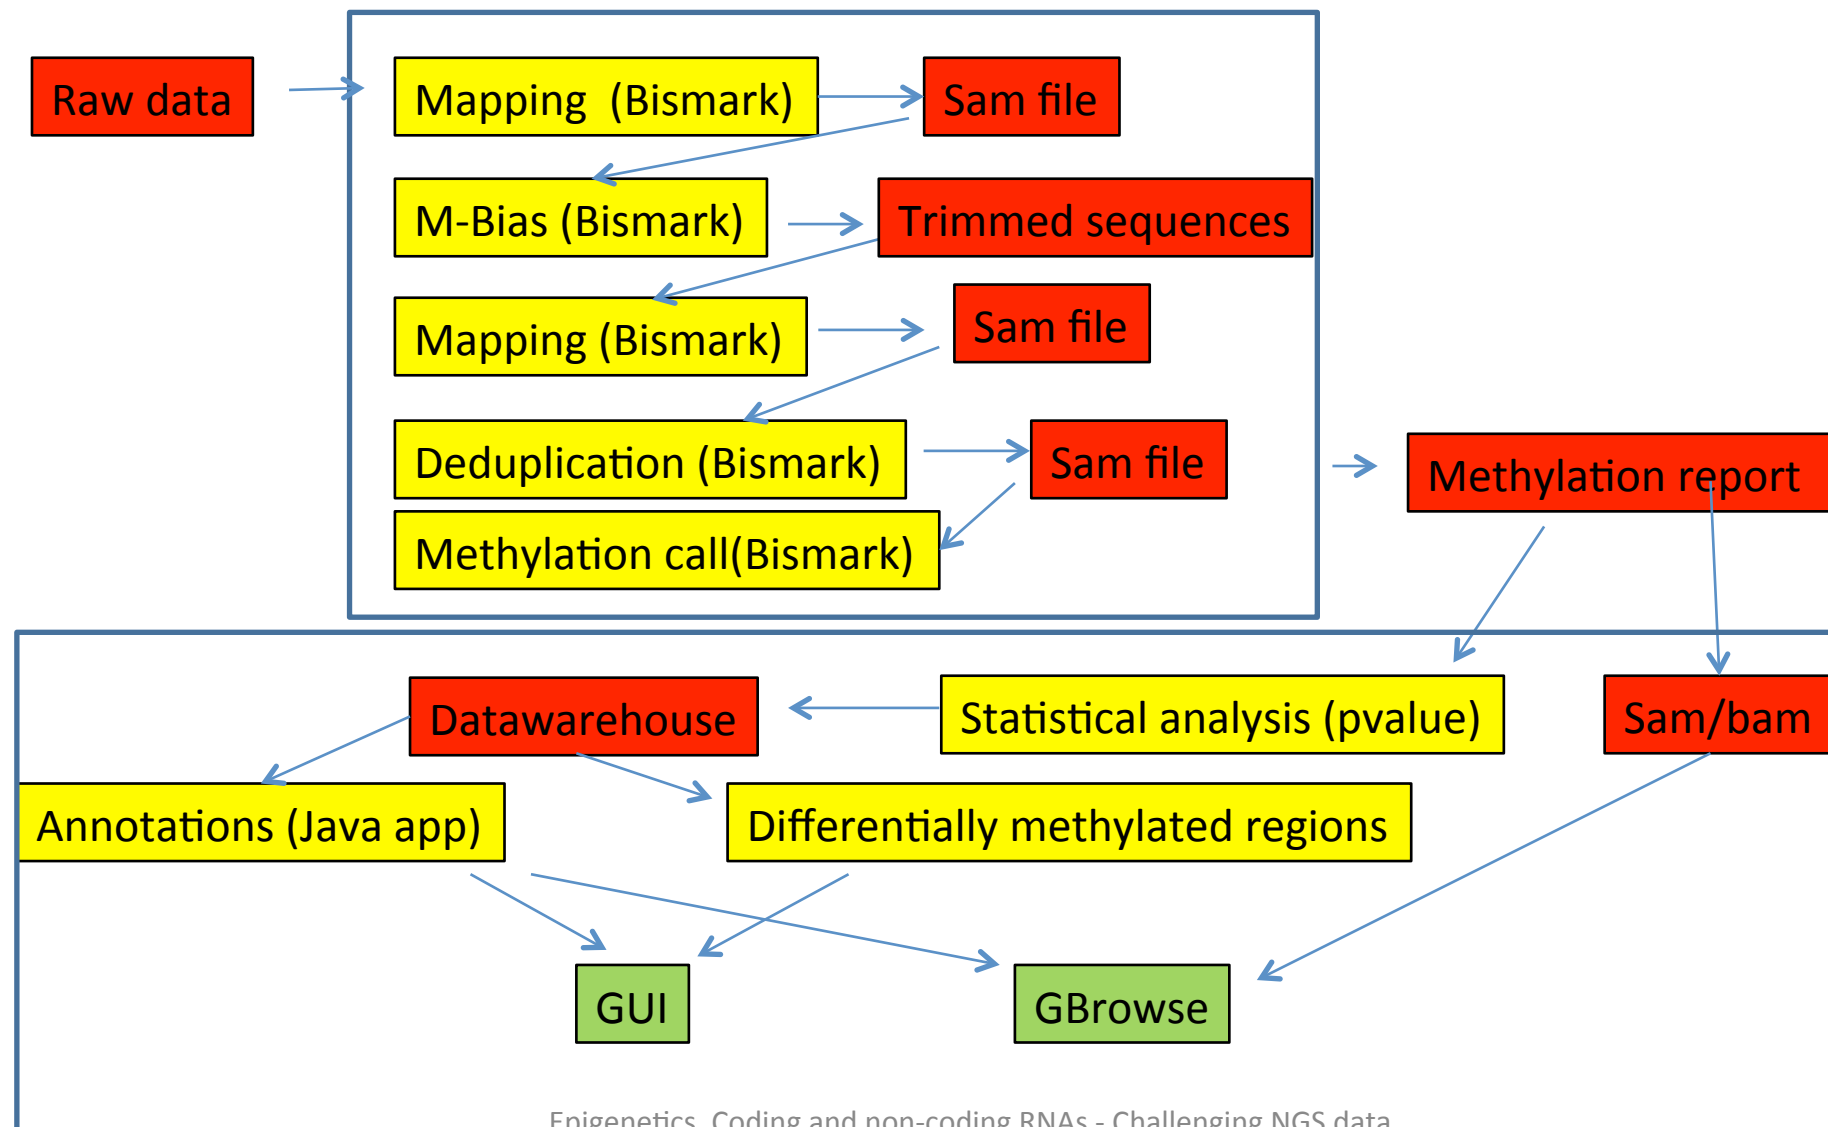 Raw data
Mapping (Bismark)
Sam file
M-Bias (Bismark)
Trimmed sequences
Mapping (Bismark)
Sam file
Deduplication (Bismark)
Sam file
Methylation report
Methylation call(Bismark)
Datawarehouse
Statistical analysis (pvalue)
Sam/bam
Annotations (Java app)
Differentially methylated regions
GUI
GBrowse
Epigenetics, Coding and non-coding RNAs - Challenging NGS data